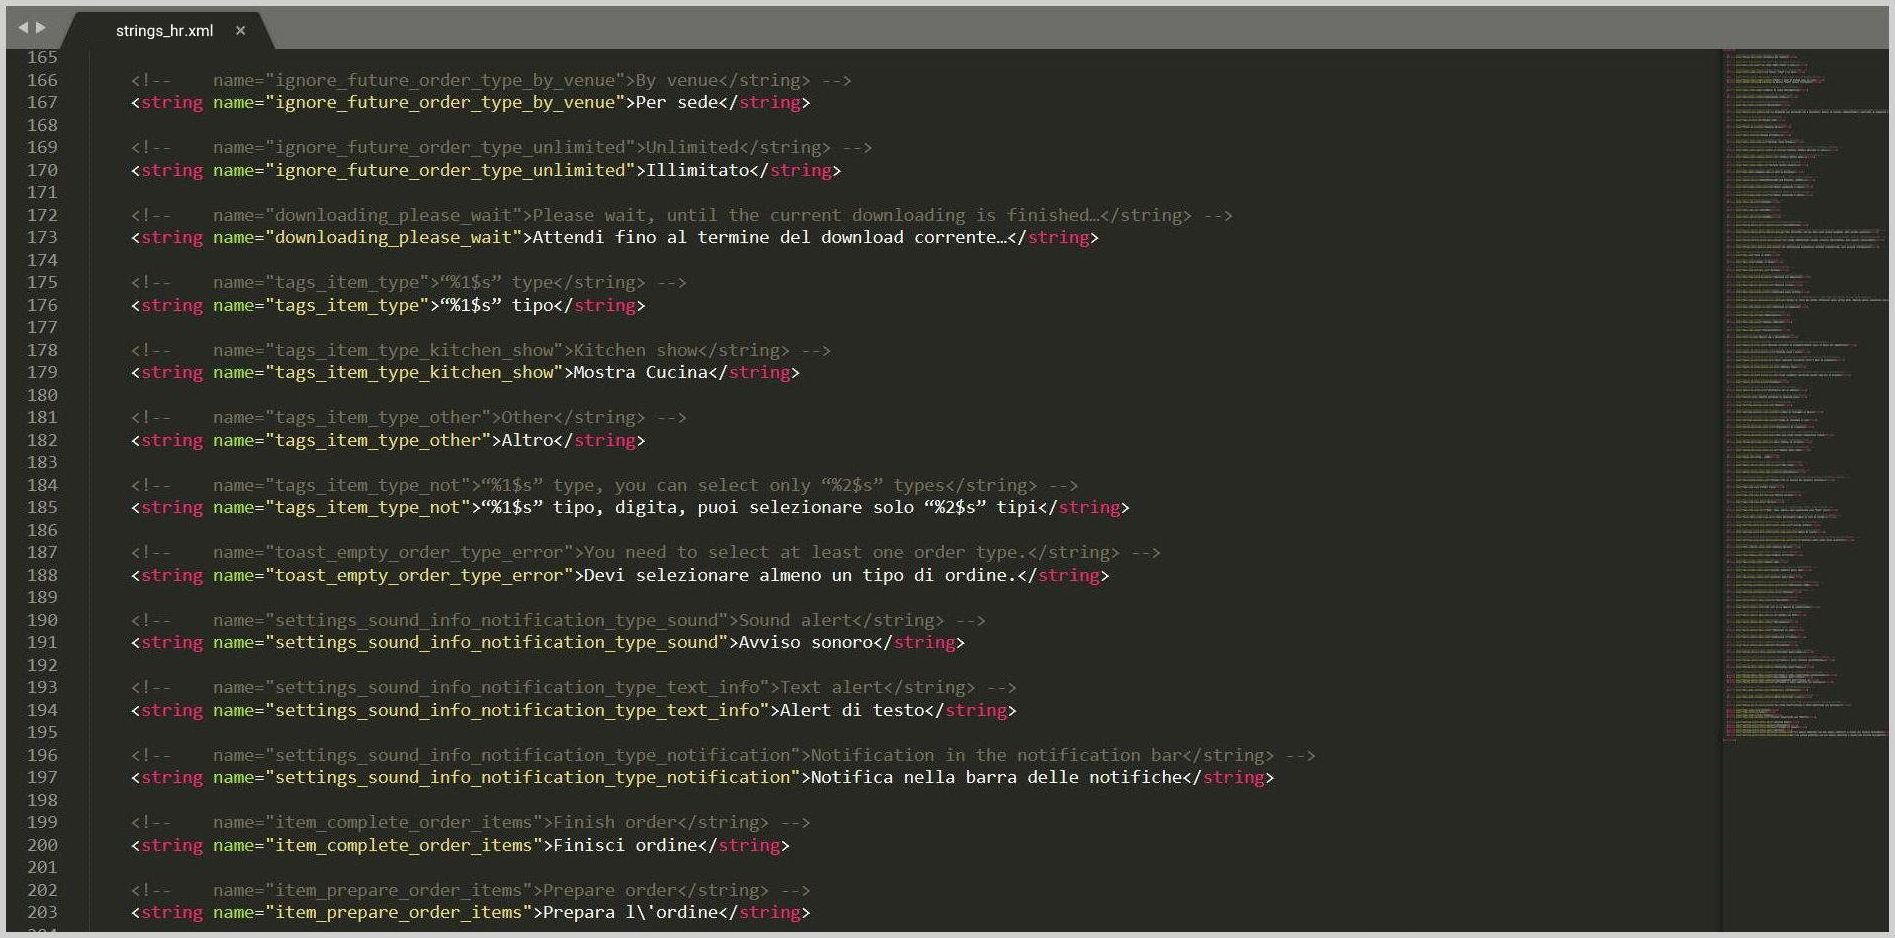 strings_hr.xml ×
165
166 <!-- name="ignore_future_order_type_by_venue">By venue</string> -->
167 <string name="ignore_future_order_type_by_venue">Per sede</string>
168
169 <!-- name="ignore_future_order_type_unlimited">Unlimited</string> -->
170 <string name="ignore_future_order_type_unlimited">Illimitato</string>
171
172 <!-- name="downloading_please_wait">Please wait, until the current downloading is finished…</string> -->
173 <string name="downloading_please_wait">Attendi fino al termine del download corrente…</string>
174
175 <!-- name="tags_item_type">“%1$s” type</string> -->
176 <string name="tags_item_type">“%1$s” tipo</string>
177
178 <!-- name="tags_item_type_kitchen_show">Kitchen show</string> -->
179 <string name="tags_item_type_kitchen_show">Mostra Cucina</string>
180
181 <!-- name="tags_item_type_other">Other</string> -->
182 <string name="tags_item_type_other">Altro</string>
183
184 <!-- name="tags_item_type_not">“%1$s” type, you can select only “%2$s” types</string> -->
185 <string name="tags_item_type_not">“%1$s” tipo, digita, puoi selezionare solo “%2$s” tipi</string>
186
187 <!-- name="toast_empty_order_type_error">You need to select at least one order type.</string> -->
188 <string name="toast_empty_order_type_error">Devi selezionare almeno un tipo di ordine.</string>
189
190 <!-- name="settings_sound_info_notification_type_sound">Sound alert</string> -->
191 <string name="settings_sound_info_notification_type_sound">Avviso sonoro</string>
192
193 <!-- name="settings_sound_info_notification_type_text_info">Text alert</string> -->
194 <string name="settings_sound_info_notification_type_text_info">Alert di testo</string>
195
196 <!-- name="settings_sound_info_notification_type_notification">Notification in the notification bar</string> -->
197 <string name="settings_sound_info_notification_type_notification">Notifica nella barra delle notifiche</string>
198
199 <!-- name="item_complete_order_items">Finish order</string> -->
200 <string name="item_complete_order_items">Finisci ordine</string>
201
202 <!-- name="item_prepare_order_items">Prepare order</string> -->
203 <string name="item_prepare_order_items">Prepara l\'ordine</string>